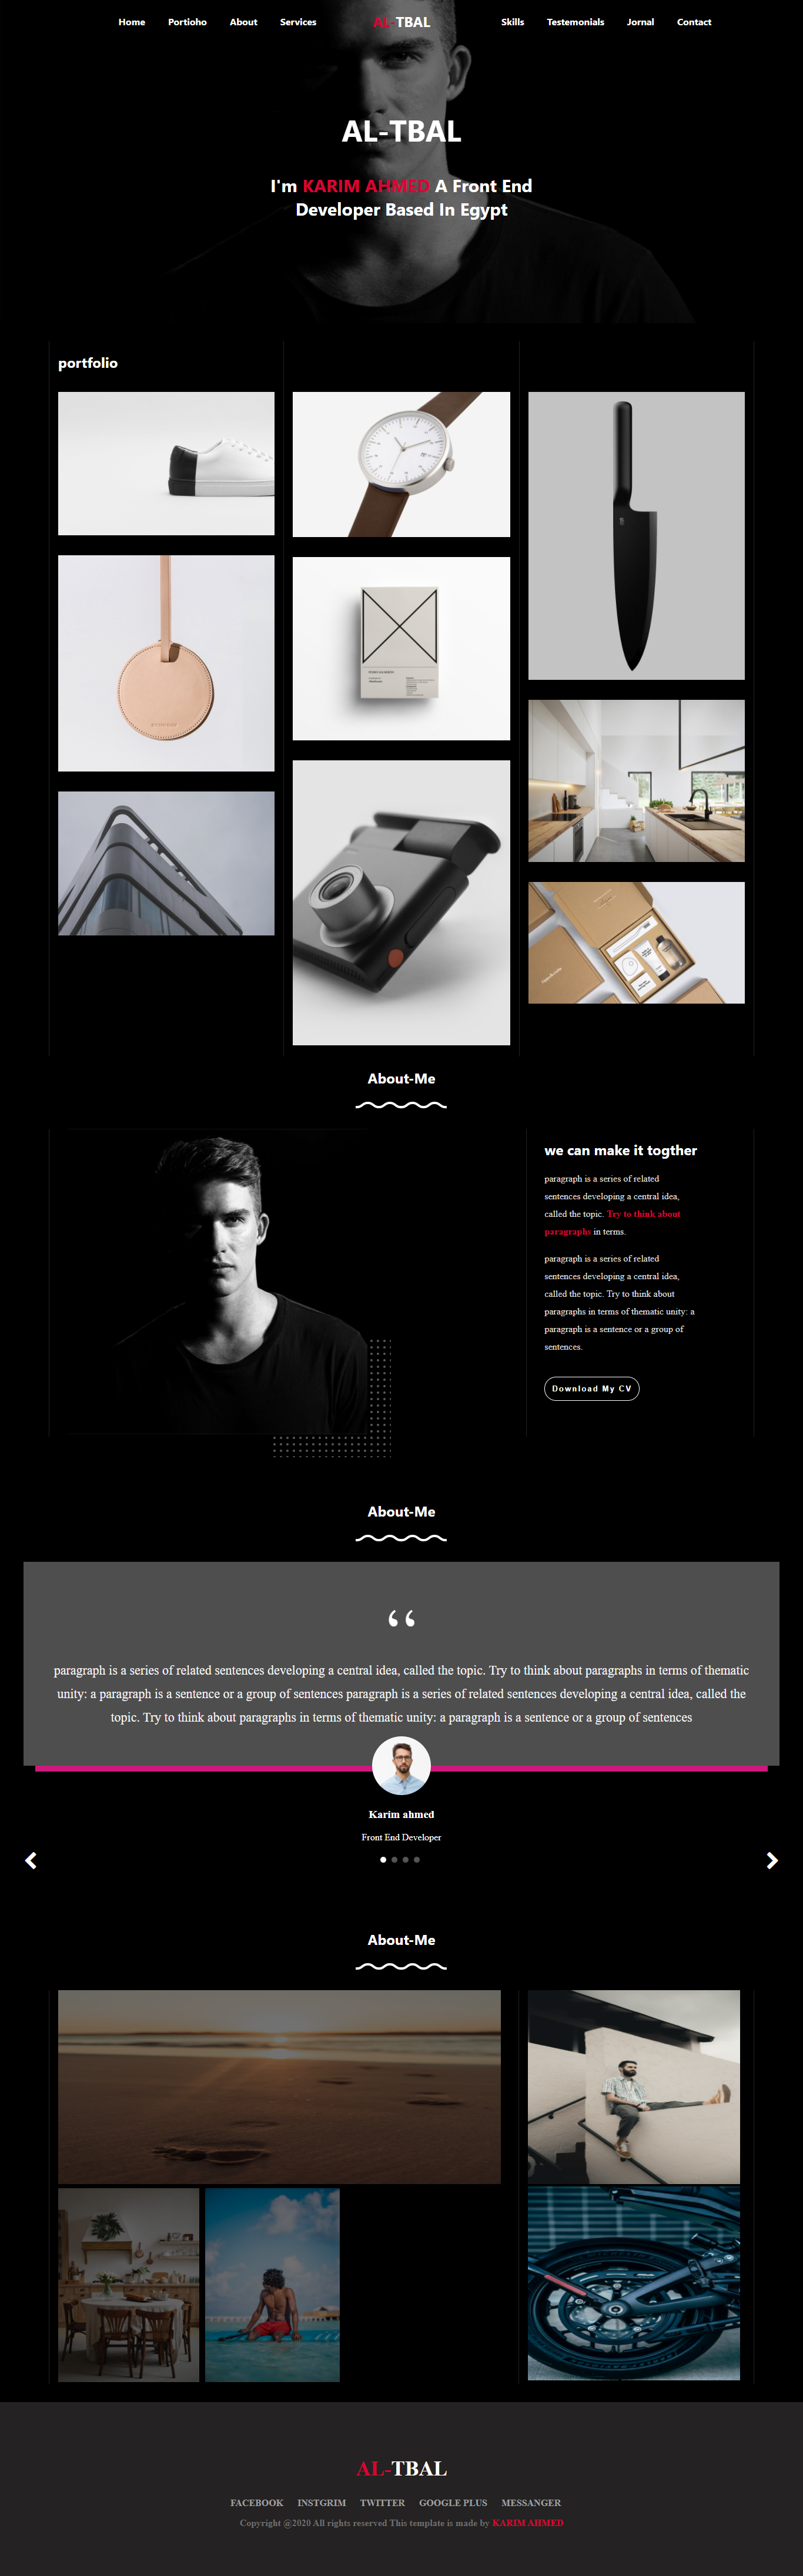 Home Portioho About Services AL-TBAL Skills Testemonials Jornal Contact
AL-TBAL
I'm KARIM AHMED A Front End
Developer Based In Egypt
portfolio
About-Me
we can make it togther
paragraph is a series of related
sentences developing a central idea,
called the topic. Try to think about
paragraphs in terms.
paragraph is a series of related
sentences developing a central idea,
called the topic. Try to think about
paragraphs in terms of thematic unity: a
paragraph is a sentence or a group of
sentences.
Download My CV
About-Me
“
paragraph is a series of related sentences developing a central idea, called the topic. Try to think about paragraphs in terms of thematic
unity: a paragraph is a sentence or a group of sentences paragraph is a series of related sentences developing a central idea, called the
topic. Try to think about paragraphs in terms of thematic unity: a paragraph is a sentence or a group of sentences
Karim ahmed
Front End Developer
About-Me
AL-TBAL
FACEBOOK INSTGRIM TWITTER GOOGLE PLUS MESSANGER
Copyright @2020 All rights reserved This template is made by KARIM AHMED